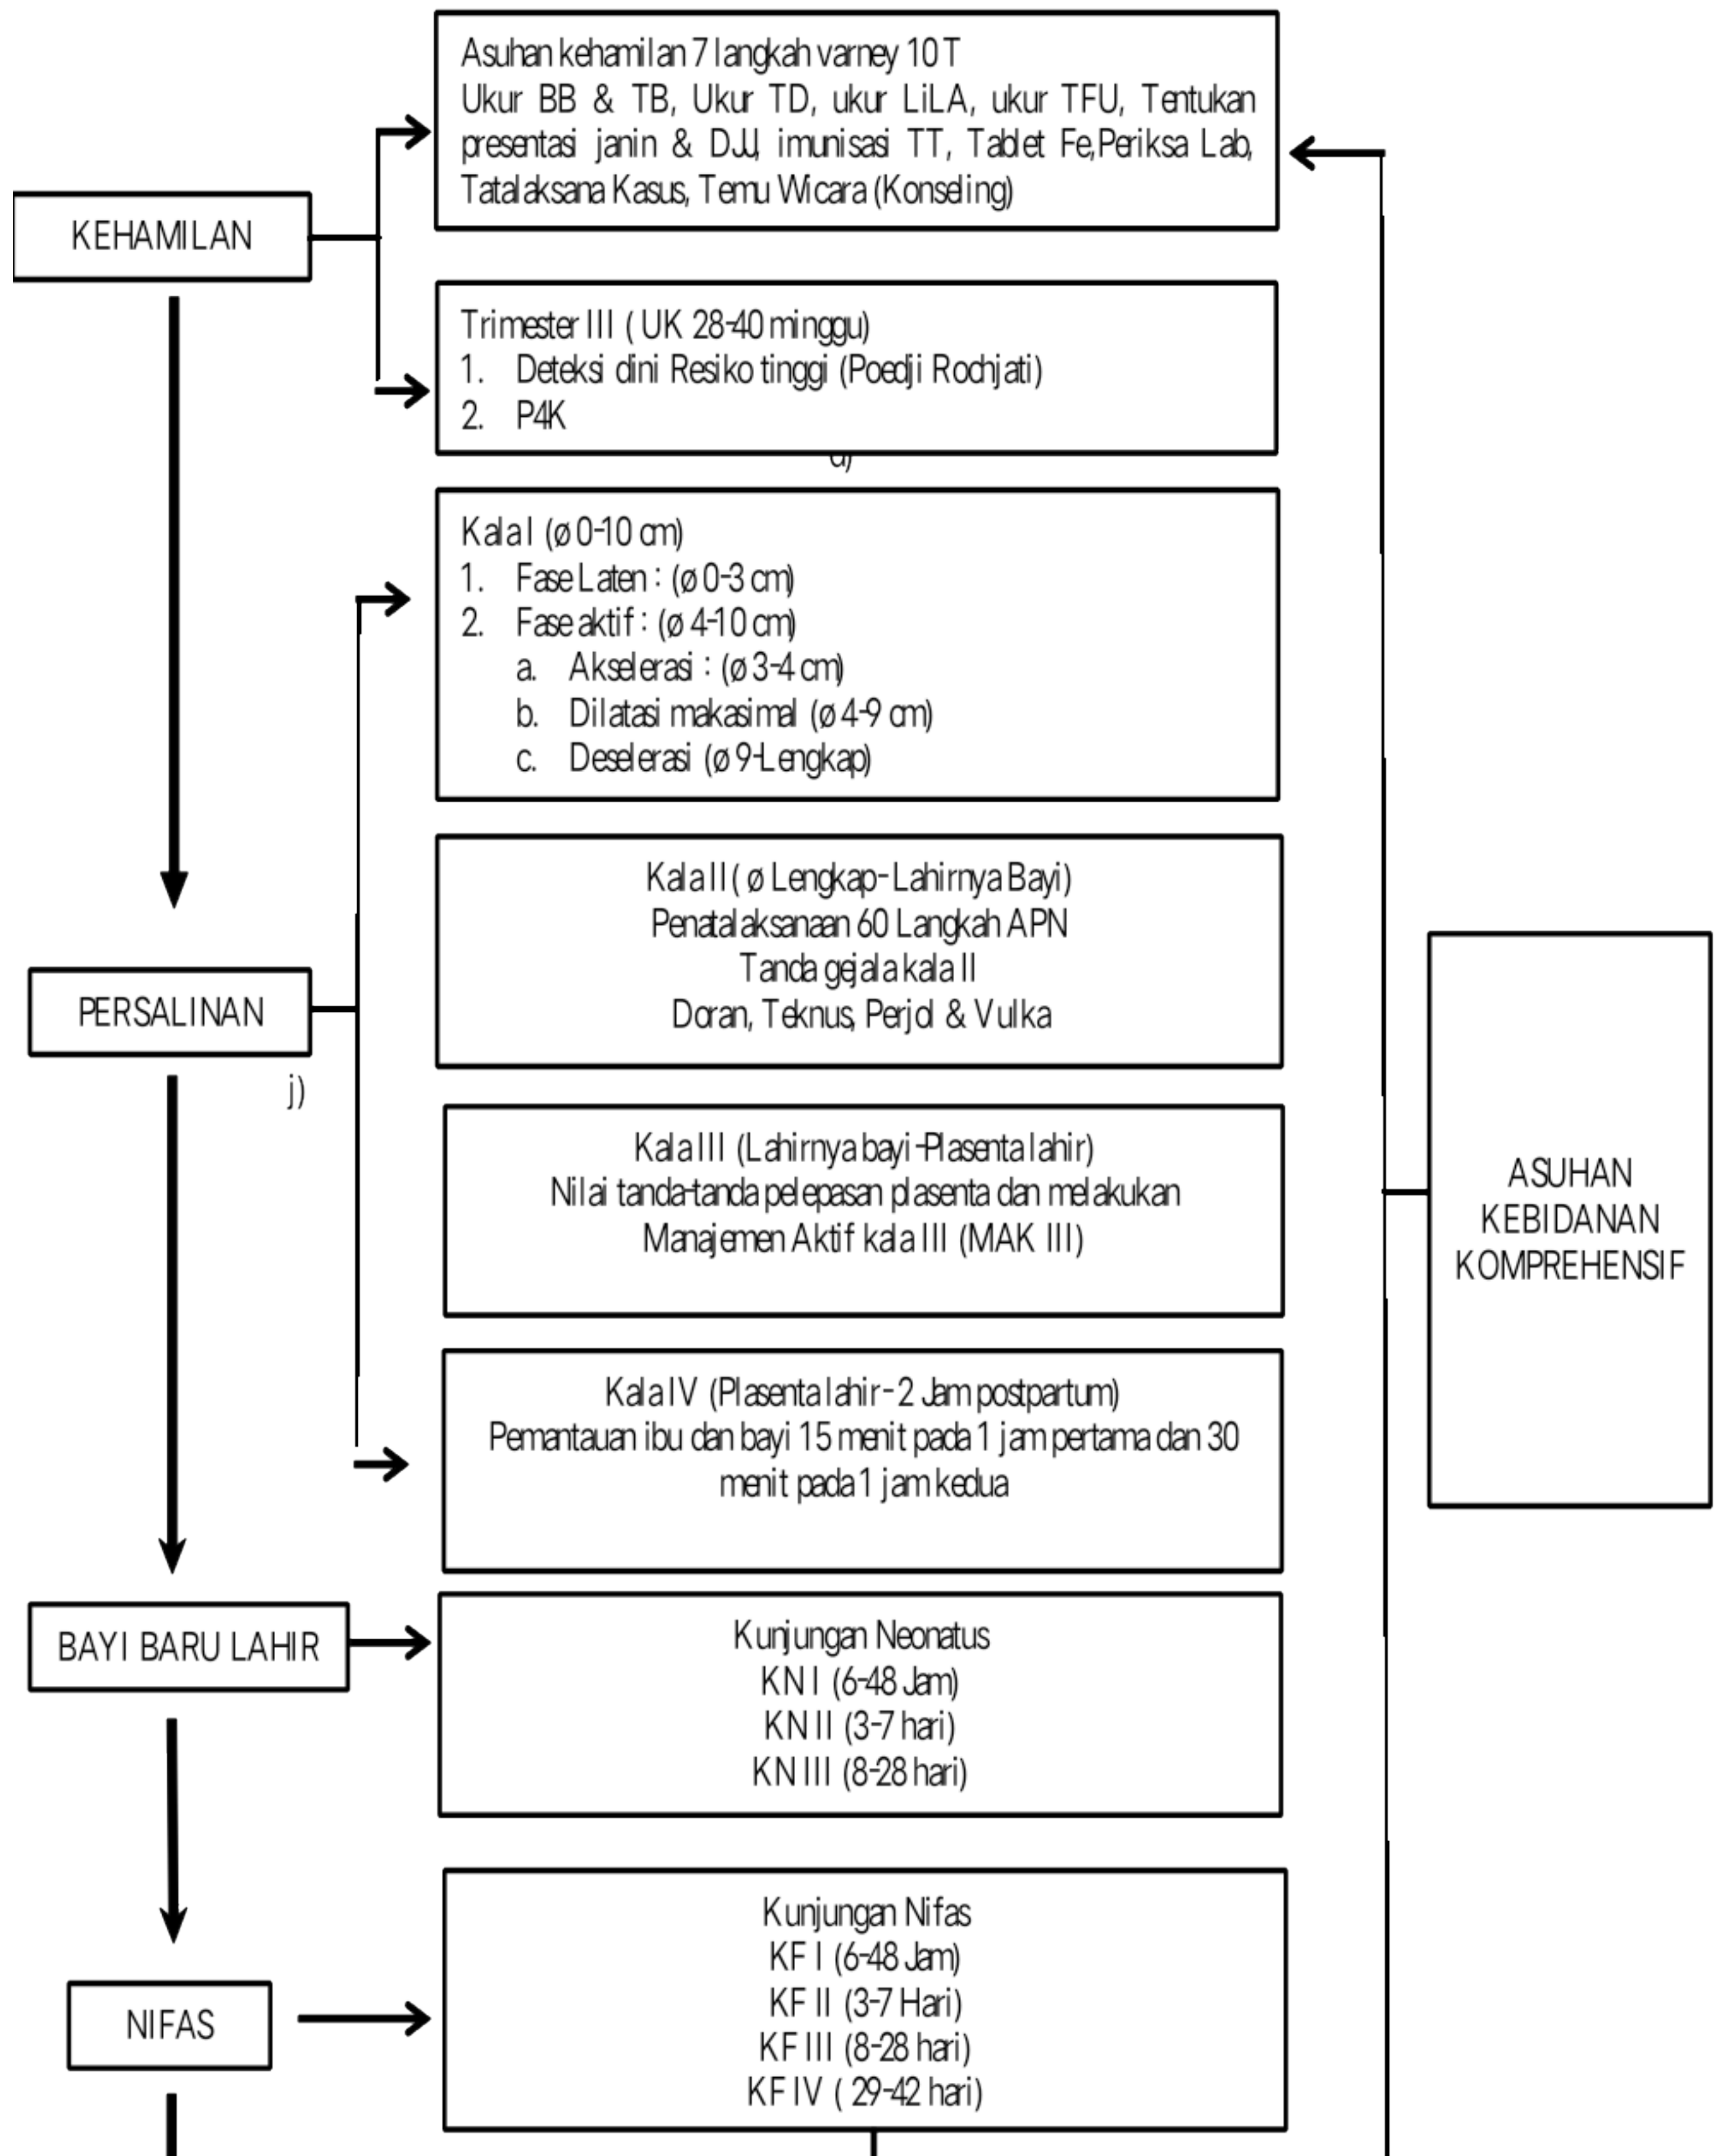 Asuhan kehamilan 7 langkah varney 10 T
Ukur BB & TB, Ukur TD, ukur LiLA, ukur TFU, Tentukan
presentasi janin & DJJ, imunisasi TT, Tablet Fe,Periksa Lab,
Tatalaksana Kasus, Temu Wicara (Konseling)
KEHAMILAN
Trimester III ( UK 28-40 minggu)
1. Deteksi dini Resiko tinggi (Poedji Rochjati)
2. P4K
Kala I (ø 0-10 cm)
1. Fase Laten : (ø 0-3 cm)
2. Fase aktif : (ø 4-10 cm)
a. Akselerasi : (ø 3-4 cm)
b. Dilatasi makasimal (ø 4-9 cm)
c. Deselerasi (ø 9-Lengkap)
Kala II ( ø Lengkap- Lahirnya Bayi)
Penatalaksanaan 60 Langkah APN
Tanda gejala kala II
Doran, Teknus, Perjol & Vulka
PERSALINAN
j)
Kala III (Lahirnya bayi -Plasenta lahir)
Nilai tanda-tanda pelepasan plasenta dan melakukan
Manajemen Aktif kala III (MAK III)
ASUHAN
KEBIDANAN
KOMPREHENSIF
Kala IV (Plasenta lahir- 2 Jam postpartum)
Pemantauan ibu dan bayi 15 menit pada 1 jam pertama dan 30
menit pada 1 jam kedua
BAYI BARU LAHIR
Kunjungan Neonatus
KN I (6-48 Jam)
KN II (3-7 hari)
KN III (8-28 hari)
NIFAS
Kunjungan Nifas
KF I (6-48 Jam)
KF II (3-7 Hari)
KF III (8-28 hari)
KF IV ( 29-42 hari)